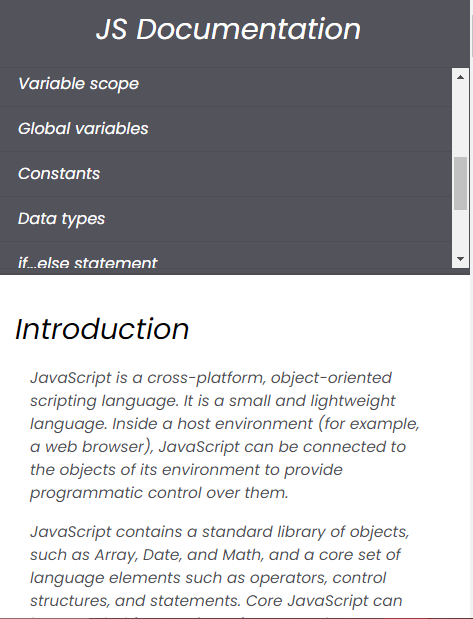 JS Documentation
Variable scope
Global variables
Constants
Data types
if...else statement
Introduction
JavaScript is a cross-platform, object-oriented
scripting language. It is a small and lightweight
language. Inside a host environment (for example,
a web browser), JavaScript can be connected to
the objects of its environment to provide
programmatic control over them.
JavaScript contains a standard library of objects,
such as Array, Date, and Math, and a core set of
language elements such as operators, control
structures, and statements. Core JavaScript can